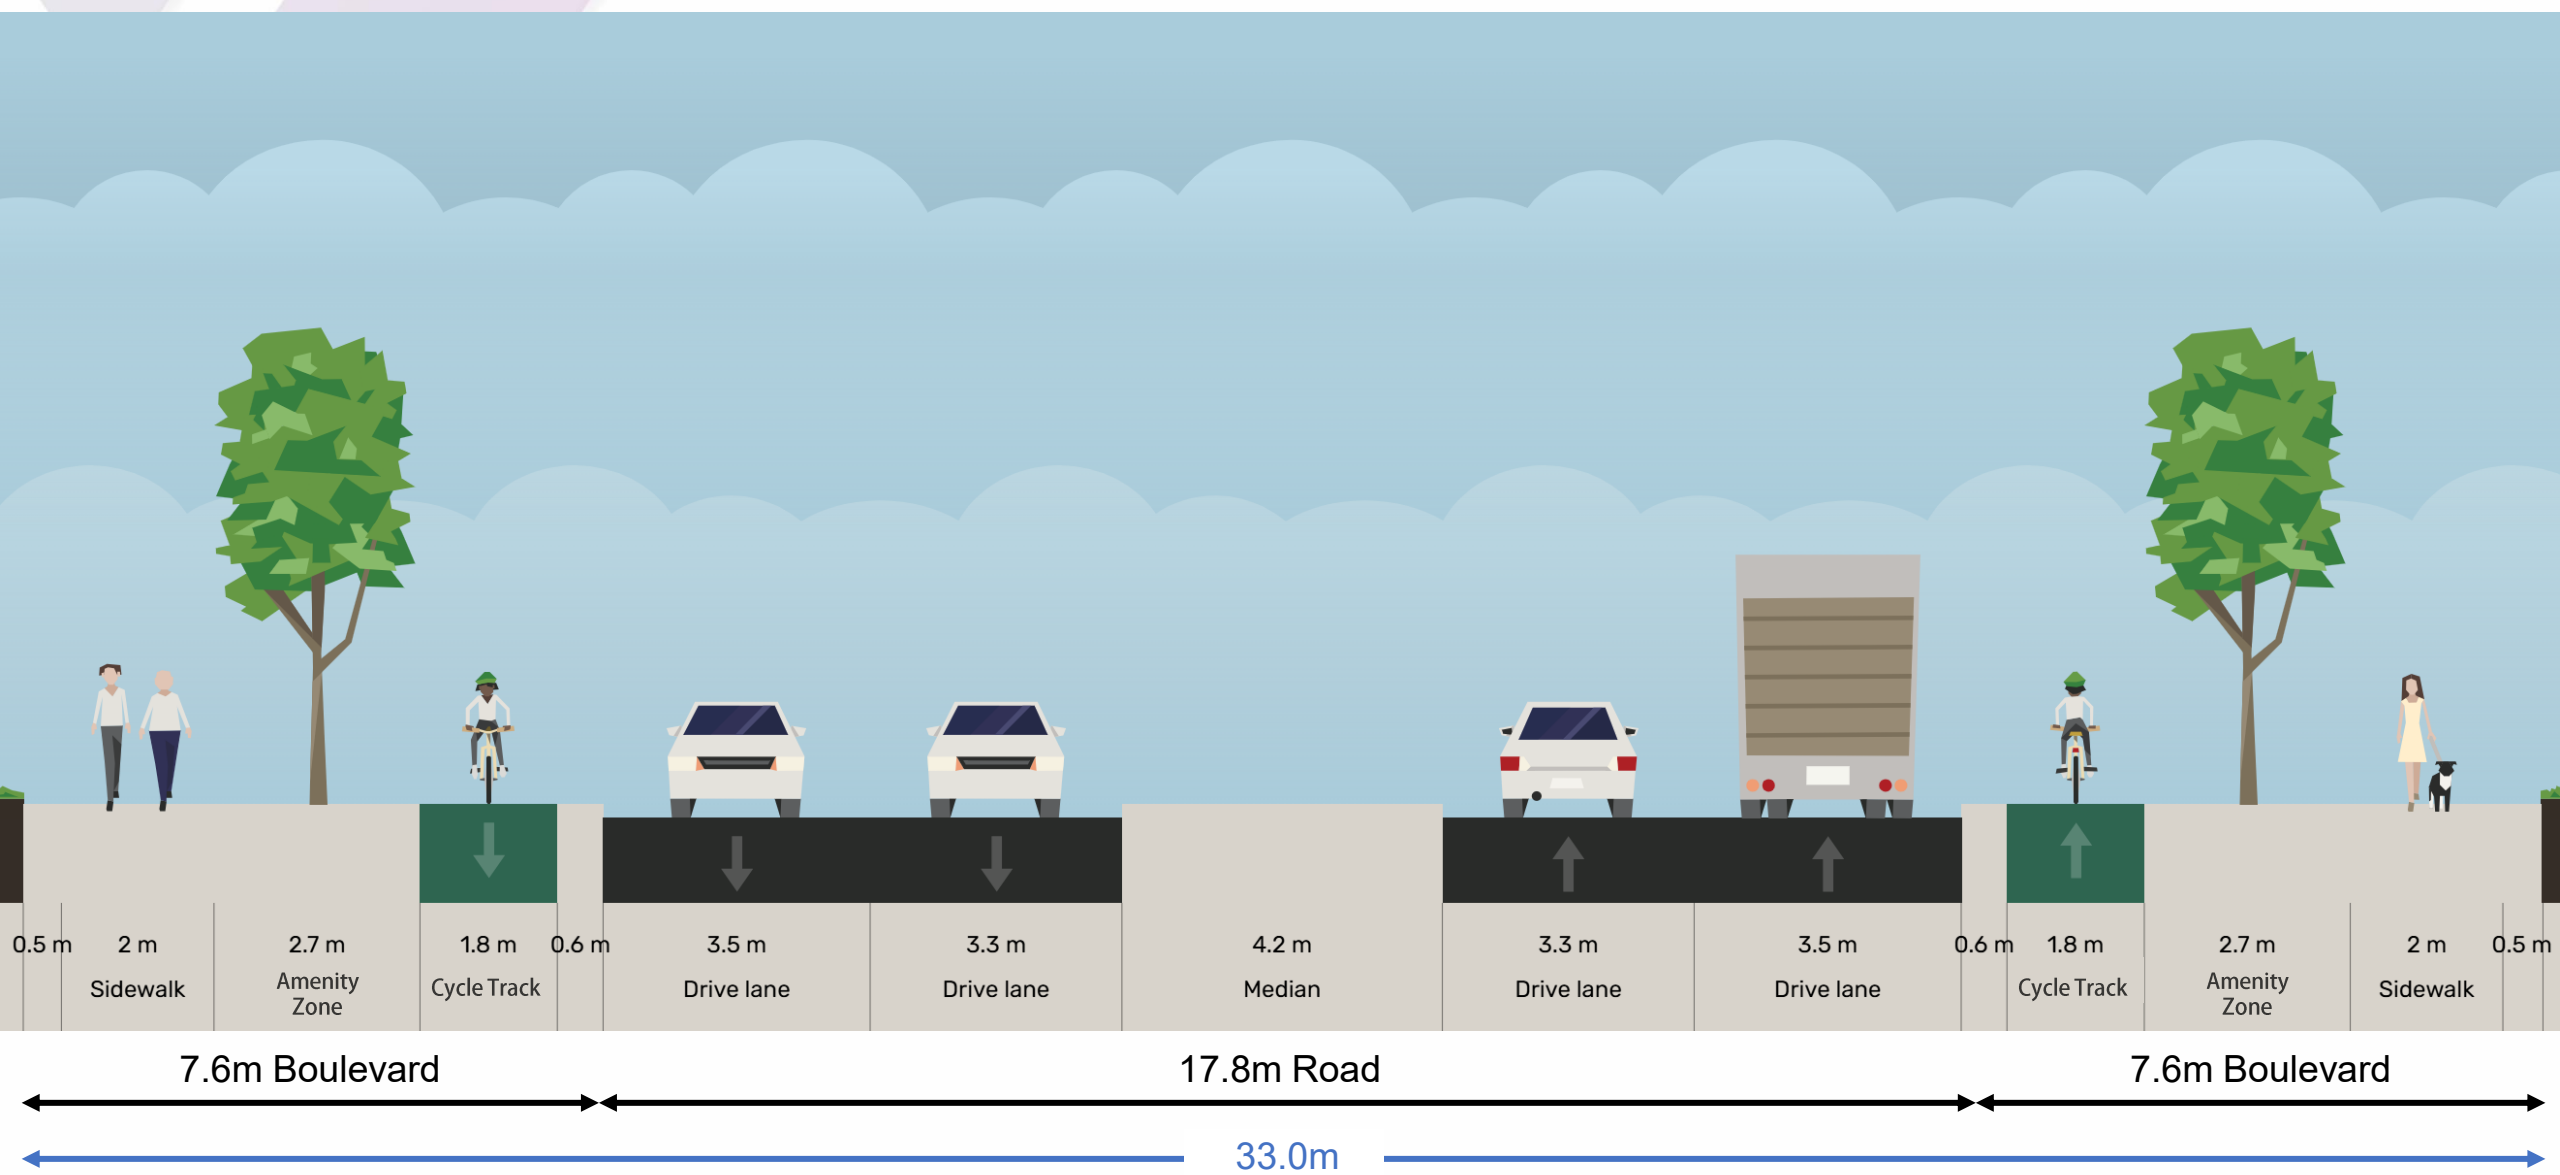 0.5 m 2 m 2.7 m 1.8 m 0.6 m 3.5 m 3.3 m 4.2 m 3.3 m 3.5 m 0.6 m 1.8 m 2.7 m 2 m 0.5 m
Sidewalk Amenity Cycle Track Drive lane Drive lane Median Drive lane Drive lane Cycle Track Amenity Sidewalk
Zone Zone
7.6m Boulevard 17.8m Road 7.6m Boulevard
33.0m